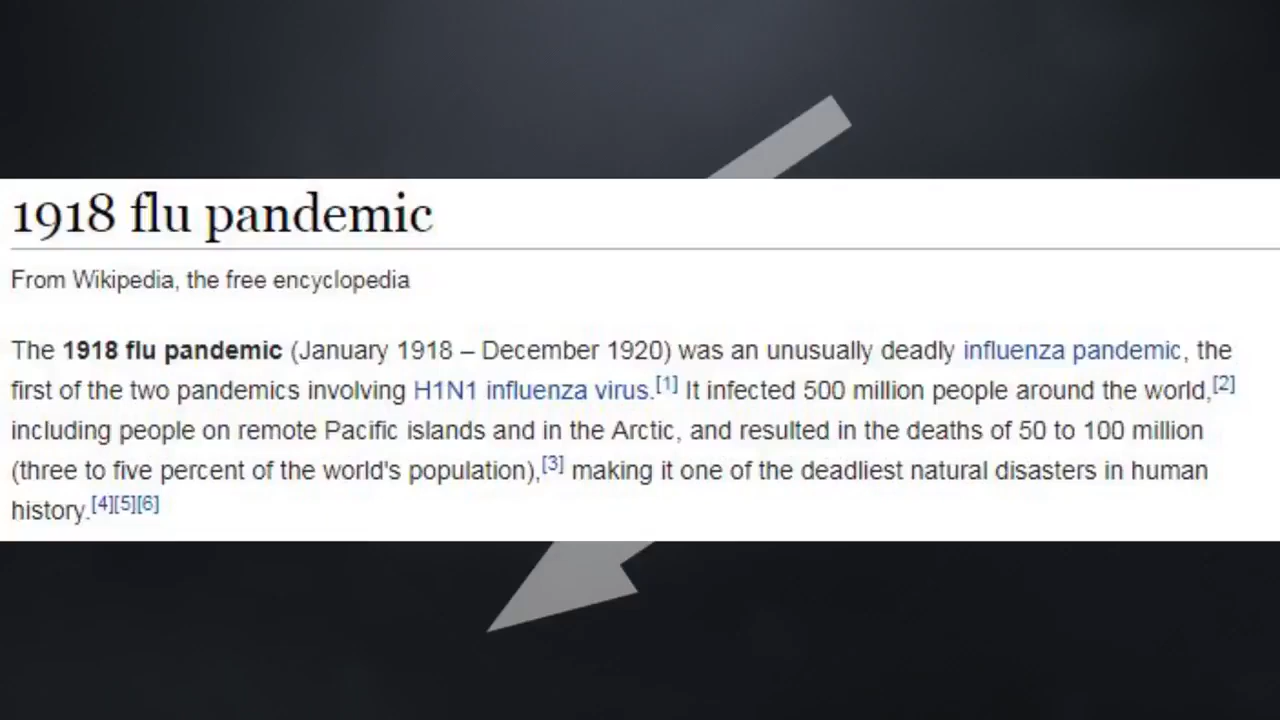 1918 flu pandemic
From Wikipedia, the free encyclopedia
The 1918 flu pandemic (January 1918 – December 1920) was an unusually deadly influenza pandemic, the
first of the two pandemics involving H1N1 influenza virus.[1] It infected 500 million people around the world,[2]
including people on remote Pacific islands and in the Arctic, and resulted in the deaths of 50 to 100 million
(three to five percent of the world's population),[3] making it one of the deadliest natural disasters in human
history.[4][5][6]